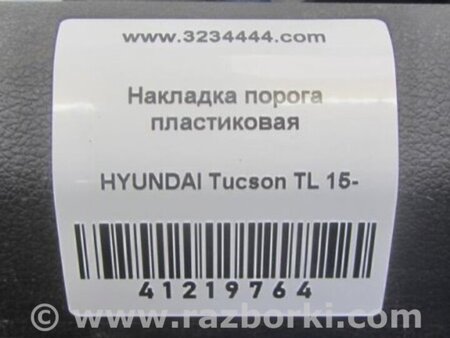 www.3234444.com
Накладка порога
пластиковая
HYUNDAI Tucson TL 15-
41219764
© www.razborki.com